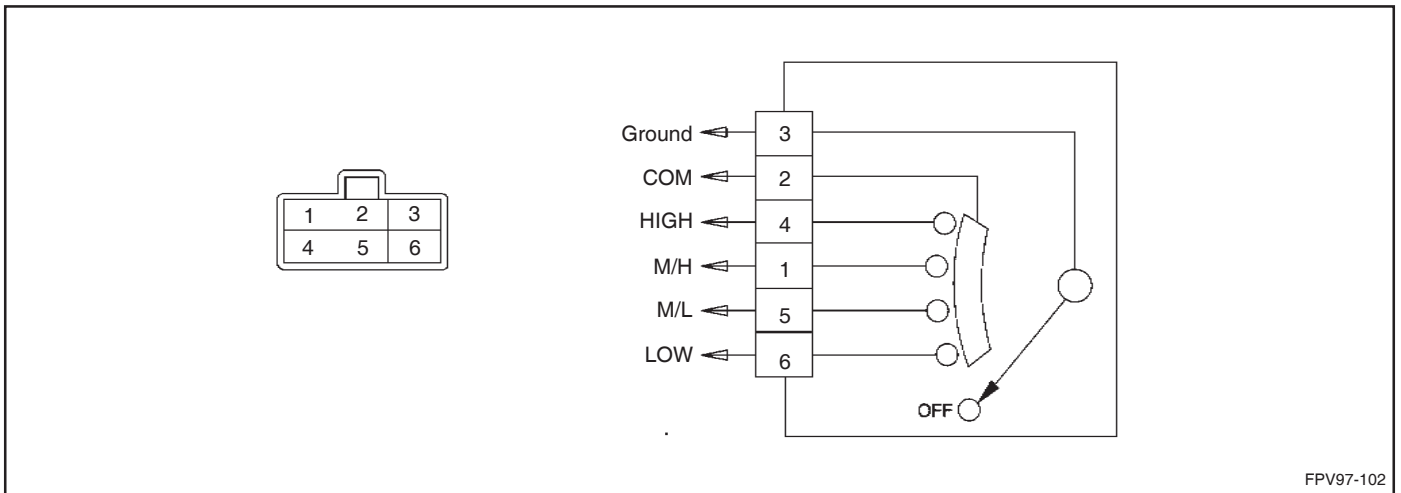 1 2 3
4 5 6
Ground 3
COM 2
HIGH 4
M/H 1
M/L 5
LOW 6
OFF
FPV97-102